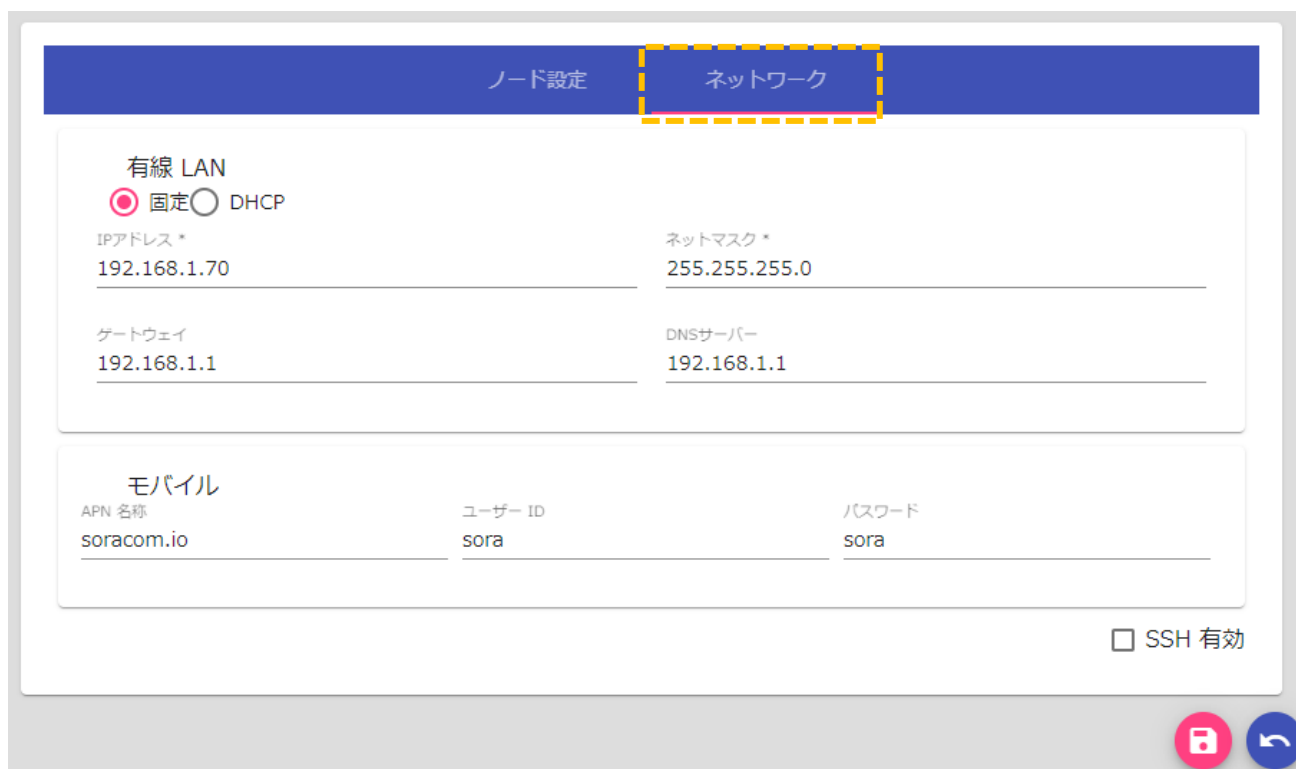 ノード設定 ネットワーク
有線 LAN
固定 DHCP
IPアドレス * ネットマスク *
192.168.1.70 255.255.255.0
ゲートウェイ DNSサーバー
192.168.1.1 192.168.1.1
モバイル
APN 名称 ユーザー ID パスワード
soracom.io sora sora
SSH 有効